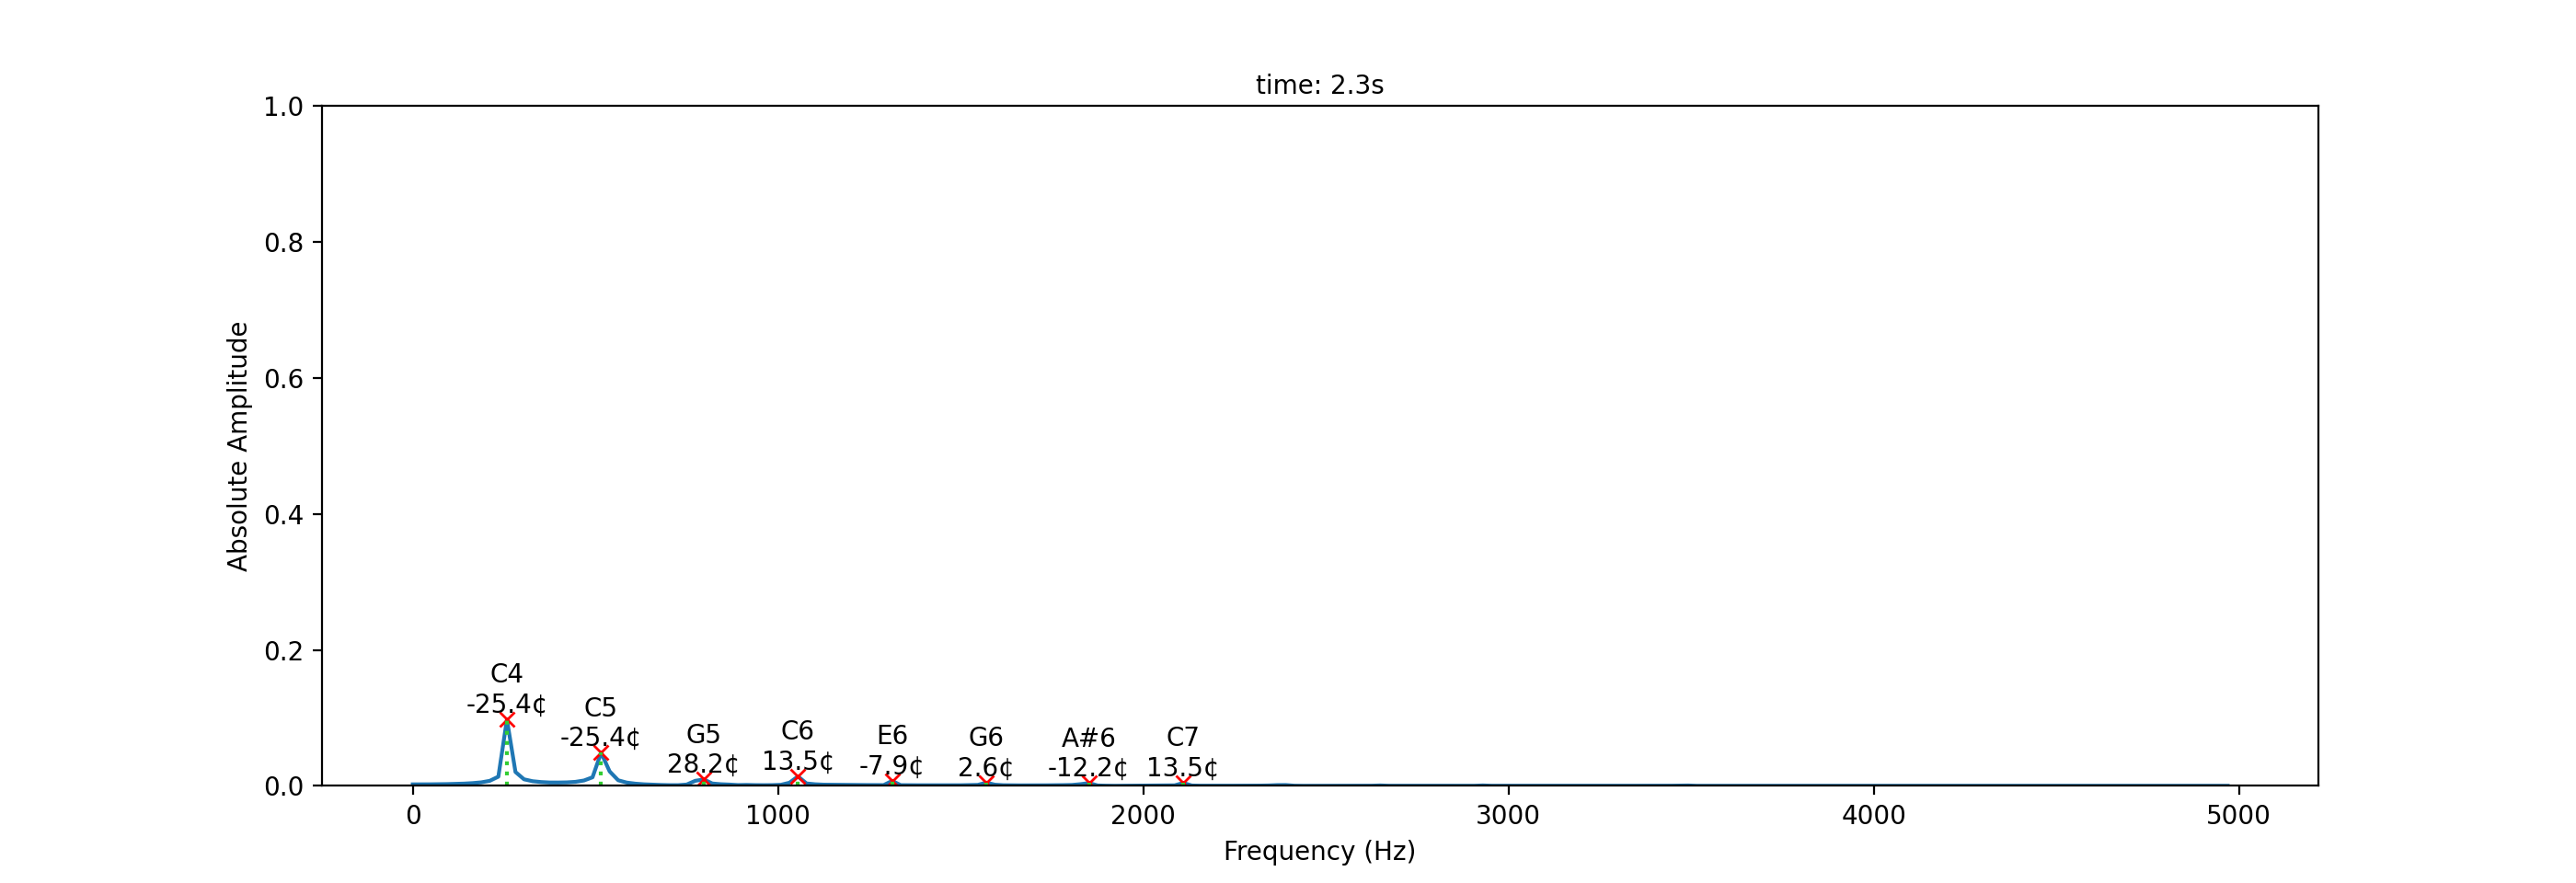 time: 2.3s
1.0
0.8
0.6
0.4
0.2
0.0
Absolute Amplitude
C4
-25.4¢
C5
-25.4¢
G5
28.2¢
C6
13.5¢
E6
-7.9¢
G6
2.6¢
A#6
-12.2¢
C7
13.5¢
0 1000 2000 3000 4000 5000
Frequency (Hz)